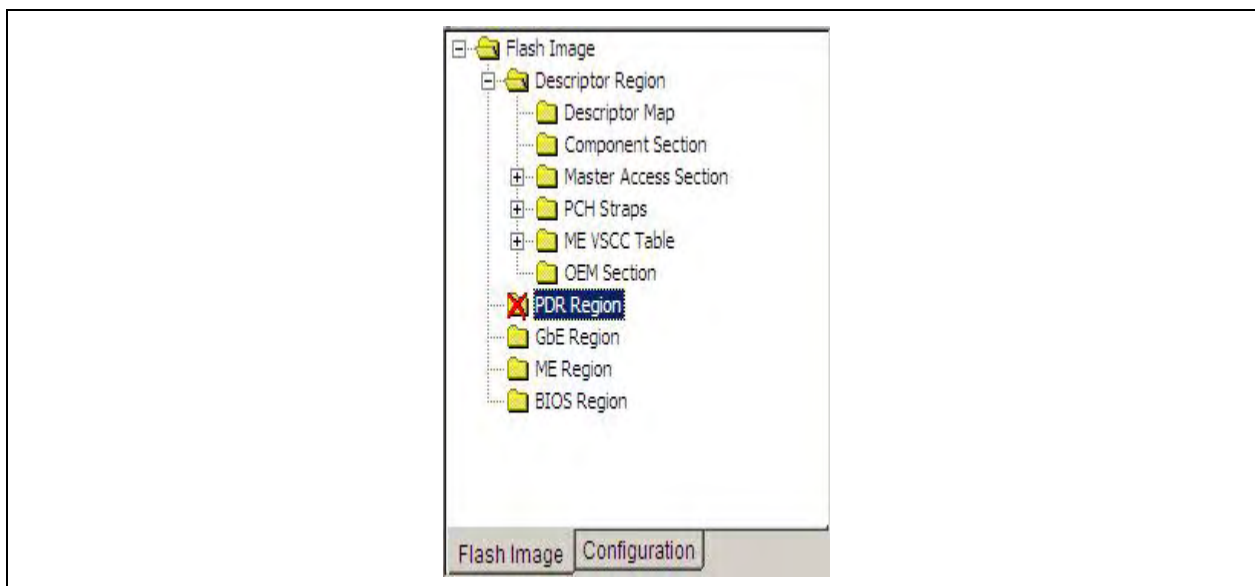 Flash Image
Descriptor Region
Descriptor Map
Component Section
Master Access Section
PCH Straps
ME VSCC Table
OEM Section
PDR Region
GbE Region
ME Region
BIOS Region
Flash Image Configuration